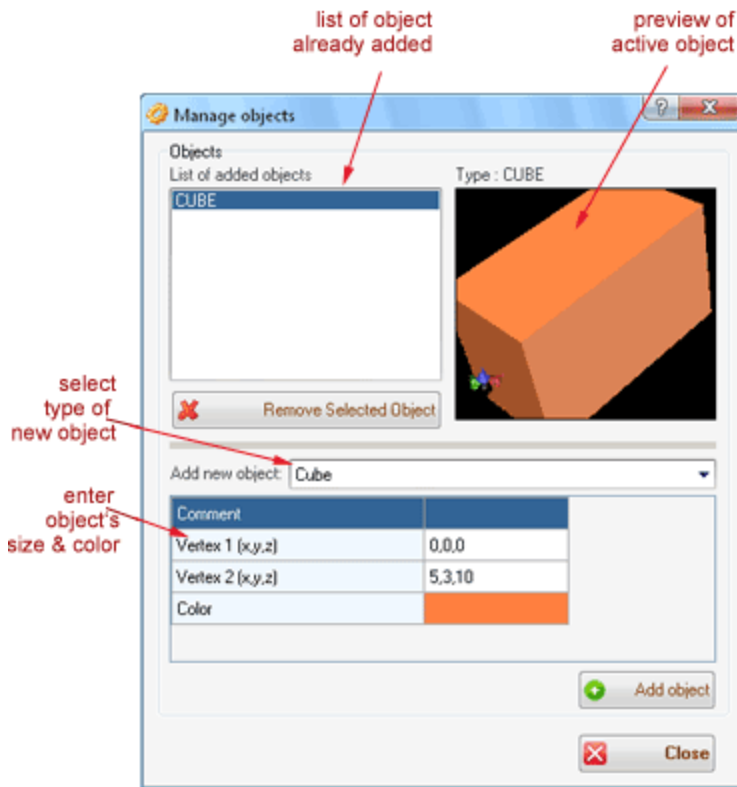 list of object
already added
preview of
active object
Manage objects
Objects
List of added objects
Type : CUBE
CUBE
Remove Selected Object
select
type of
new object
Add new object:
Cube
enter
object's
size & color
Comment
Vertex 1 (x,y,z)
0,0,0
Vertex 2 (x,y,z)
5,3,10
Color
Add object
Close